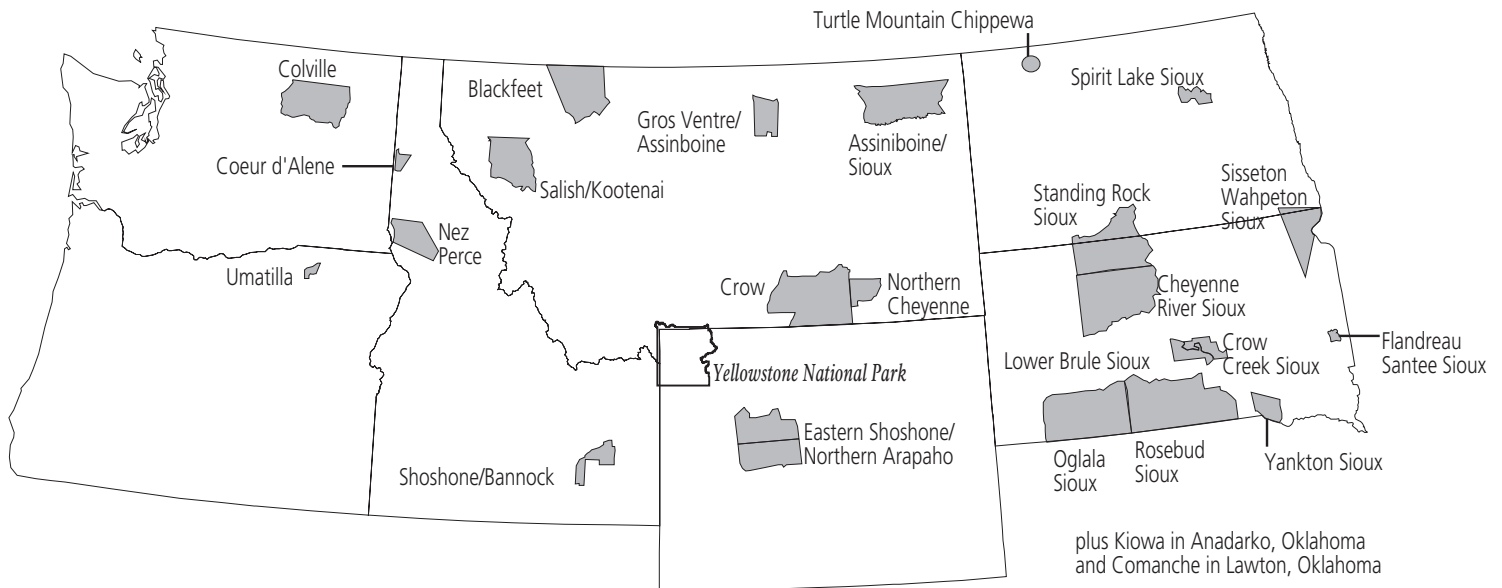 Turtle Mountain Chippewa
Colville
Blackfeet
Spirit Lake Sioux
Gros Ventre/
Assinboine
Assiniboine/
Sioux
Coeur d'Alene
Salish/Kootenai
Sisseton
Wahpeton
Sioux
Standing Rock
Sioux
Nez
Perce
Umatilla
Crow
Northern
Cheyenne
Cheyenne
River Sioux
Yellowstone National Park
Lower Brule Sioux
Crow
Creek Sioux
Flandreau
Santee Sioux
Eastern Shoshone/
Northern Arapaho
Shoshone/Bannock
Oglala
Sioux
Rosebud
Sioux
Yankton Sioux
plus Kiowa in Anadarko, Oklahoma
and Comanche in Lawton, Oklahoma